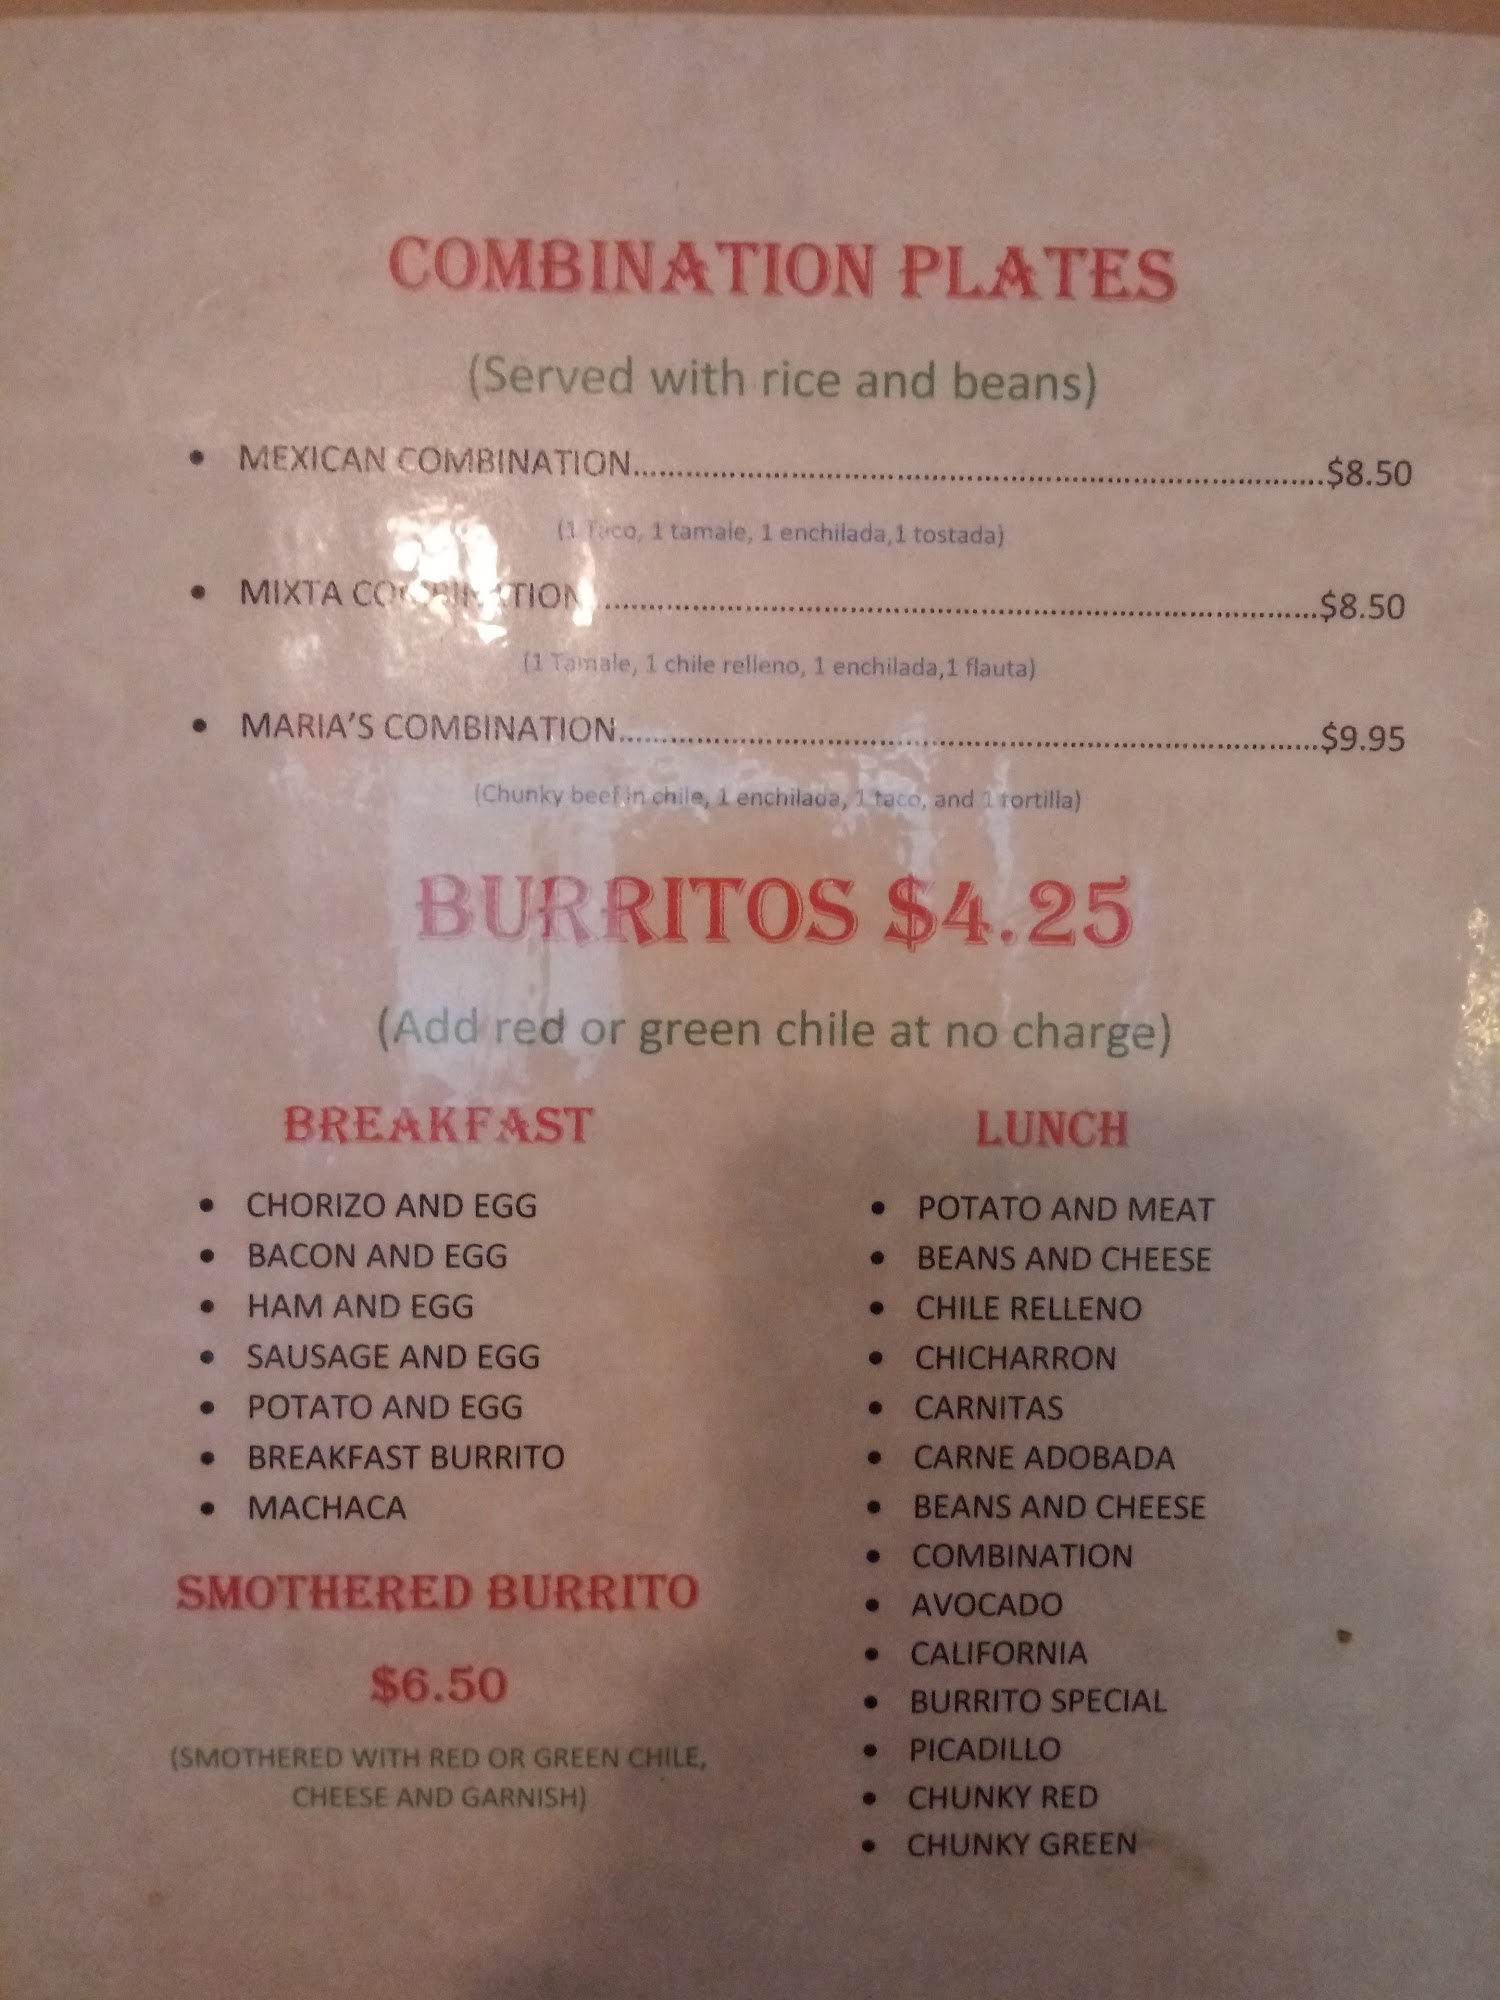 COMBINATION PLATES
(Served with rice and beans)
• MEXICAN COMBINATION..........$8.50
(1 Taco, 1 tamale, 1 enchilada,1 tostada)
• MIXTA COMBINATION..........$8.50
(1 Tamale, 1 chile relleno, 1 enchilada,1 flauta)
• MARIA'S COMBINATION..........$9.95
(Chunky beef in chile, 1 enchilada, 1 taco, and 1 tortilla)
BURRITOS $4.25
(Add red or green chile at no charge)
BREAKFAST
• CHORIZO AND EGG
• BACON AND EGG
• HAM AND EGG
• SAUSAGE AND EGG
• POTATO AND EGG
• BREAKFAST BURRITO
• MACHACA
SMOTHERED BURRITO
$6.50
(SMOTHERED WITH RED OR GREEN CHILE,
CHEESE AND GARNISH)
LUNCH
• POTATO AND MEAT
• BEANS AND CHEESE
• CHILE RELLENO
• CHICHARRON
• CARNITAS
• CARNE ADOBADA
• BEANS AND CHEESE
• COMBINATION
• AVOCADO
• CALIFORNIA
• BURRITO SPECIAL
• PICADILLO
• CHUNKY RED
• CHUNKY GREEN